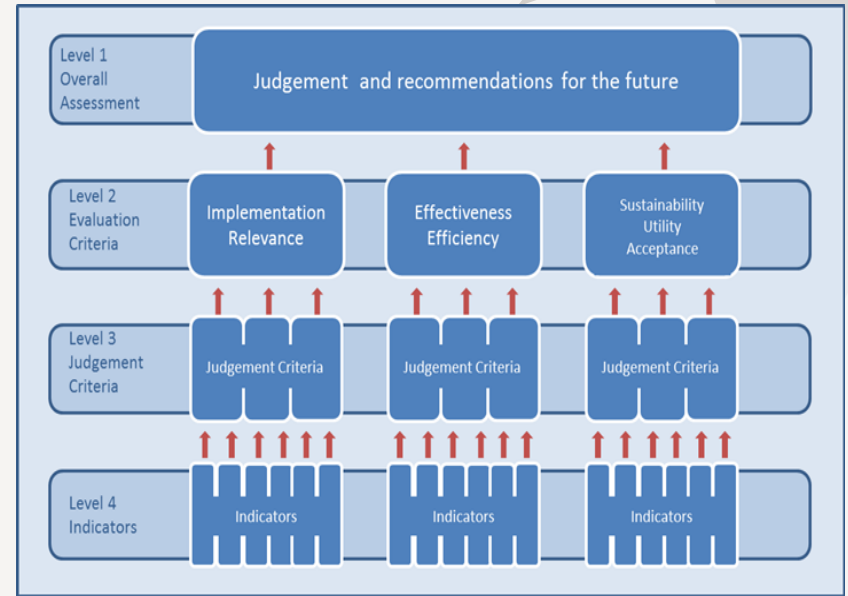 Level 1
Overall
Assessment
Judgement and recommendations for the future
Level 2
Evaluation
Criteria
Implementation
Relevance
Effectiveness
Efficiency
Sustainability
Utility
Acceptance
Level 3
Judgement
Criteria
Judgement Criteria
Judgement Criteria
Judgement Criteria
Level 4
Indicators
Indicators
Indicators
Indicators